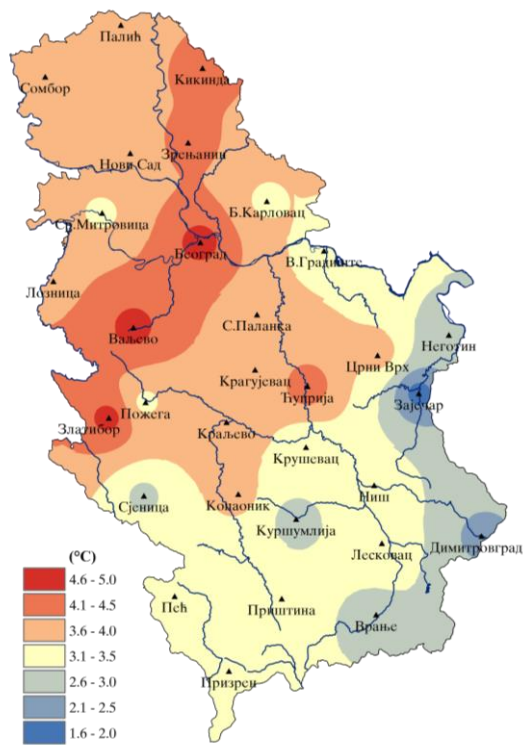 Палић
Кикинда
Сомбор
Зрењанин
Нови Сад
Б.Карловац
Ср.Митровица
Београд
В.Градиште
Лозница
С.Паланка
Ваљево
Неготин
Црни Врх
Крагујевац
Ћуприја
Зајечар
Пожега
Златибор
Краљево
Крушевац
Ниш
Сјеница
Копаоник
Куршумлија
Димитровград
Лесковац
(°C)
4.6 - 5.0
4.1 - 4.5
3.6 - 4.0
3.1 - 3.5
2.6 - 3.0
2.1 - 2.5
1.6 - 2.0
Пећ
Приштина
Врање
Призрен